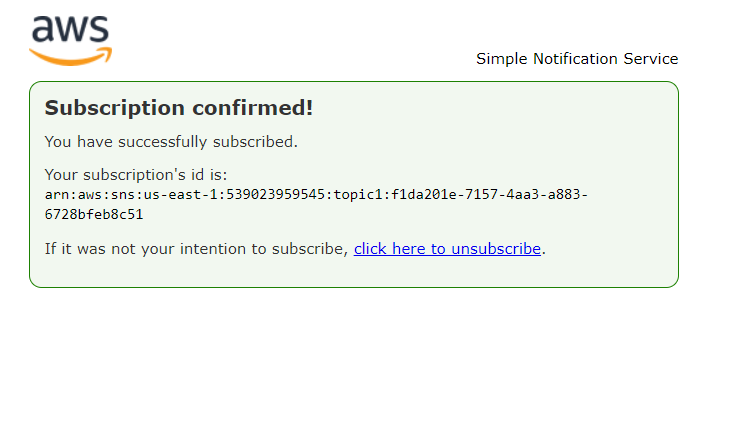 aws
Simple Notification Service
Subscription confirmed!
You have successfully subscribed.
Your subscription's id is:
arn:aws:sns:us-east-1:539023959545:topic1:f1da201e-7157-4aa3-a883-
6728bfeb8c51
If it was not your intention to subscribe, click here to unsubscribe.